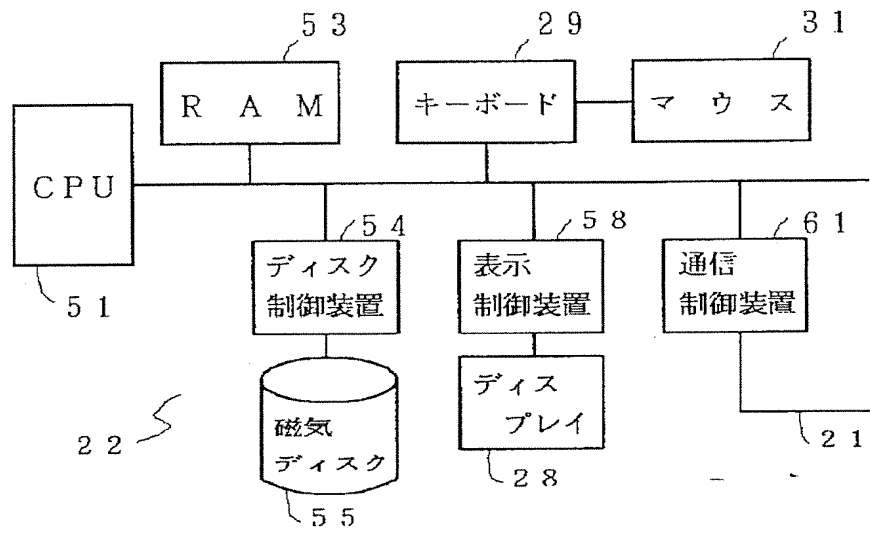 53
29
31
RAM
キーボード
マウス
CPU
51
54
58
61
ディスク
制御装置
表示
制御装置
通信
制御装置
22
磁気
ディスク
55
ディス
プレイ
28
21